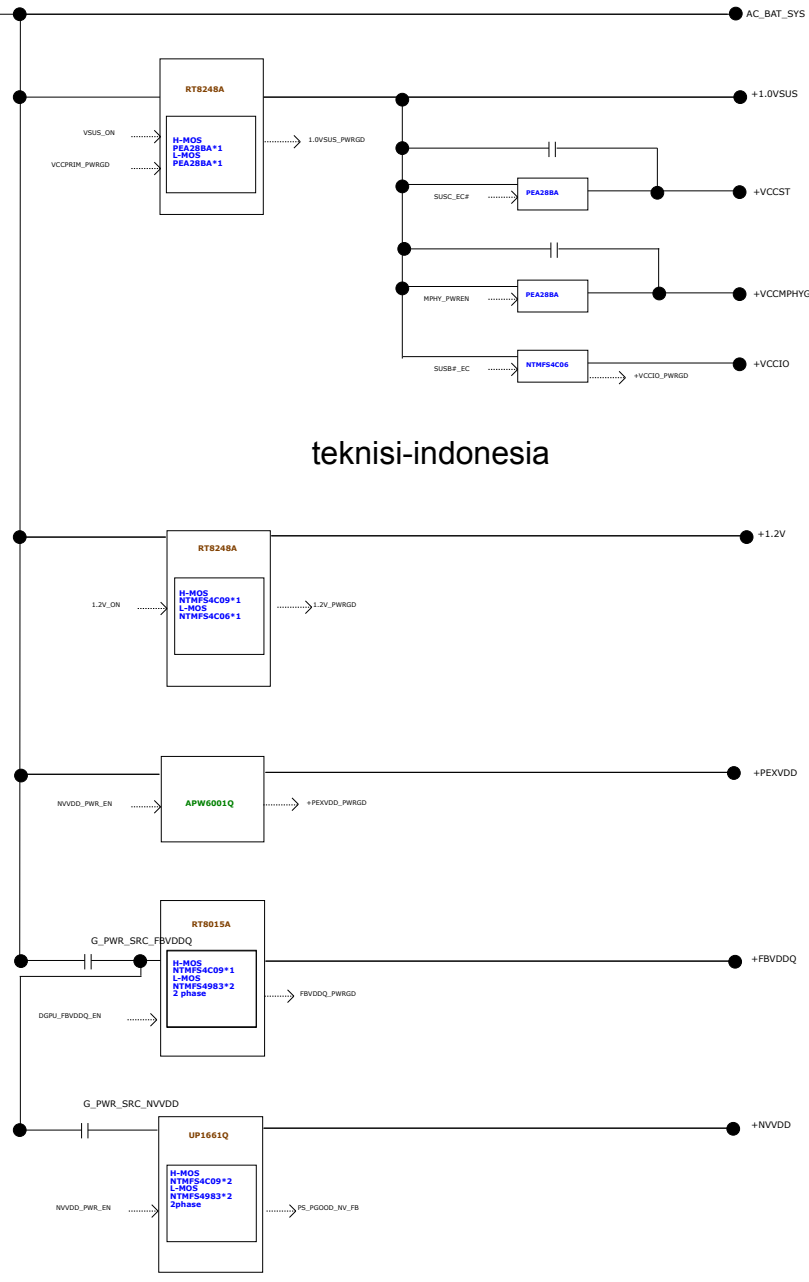 AC_BAT_SYS
RT8248A
+1.0VSUS
VSUS_ON
H-MOS
PEA28BA*1
L-MOS
PEA28BA*1
1.0VSUS_PWRGD
VCCPRIM_PWRGD
PEA28BA
+VCCST
SUSC_EC#
PEA28BA
+VCCMPHYG
MPHY_PWREN
NTMFS4C06
+VCCIO
SUSB#_EC
+VCCIO_PWRGD
teknisi-indonesia
+1.2V
RT8248A
H-MOS
NTMFS4C09*1
L-MOS
NTMFS4C06*1
1.2V_ON
1.2V_PWRGD
+PEXVDD
NVVDD_PWR_EN
APW6001Q
+PEXVDD_PWRGD
RT8015A
G_PWR_SRC_FBVDDQ
+FBVDDQ
H-MOS
NTMFS4C09*1
L-MOS
NTMFS4983*2
2 phase
FBVDDQ_PWRGD
DGPU_FBVDDQ_EN
G_PWR_SRC_NVVDD
+NVVDD
UP1661Q
H-MOS
NTMFS4C09*2
L-MOS
NTMFS4983*2
2phase
NVVDD_PWR_EN
PS_PGOOD_NV_FB